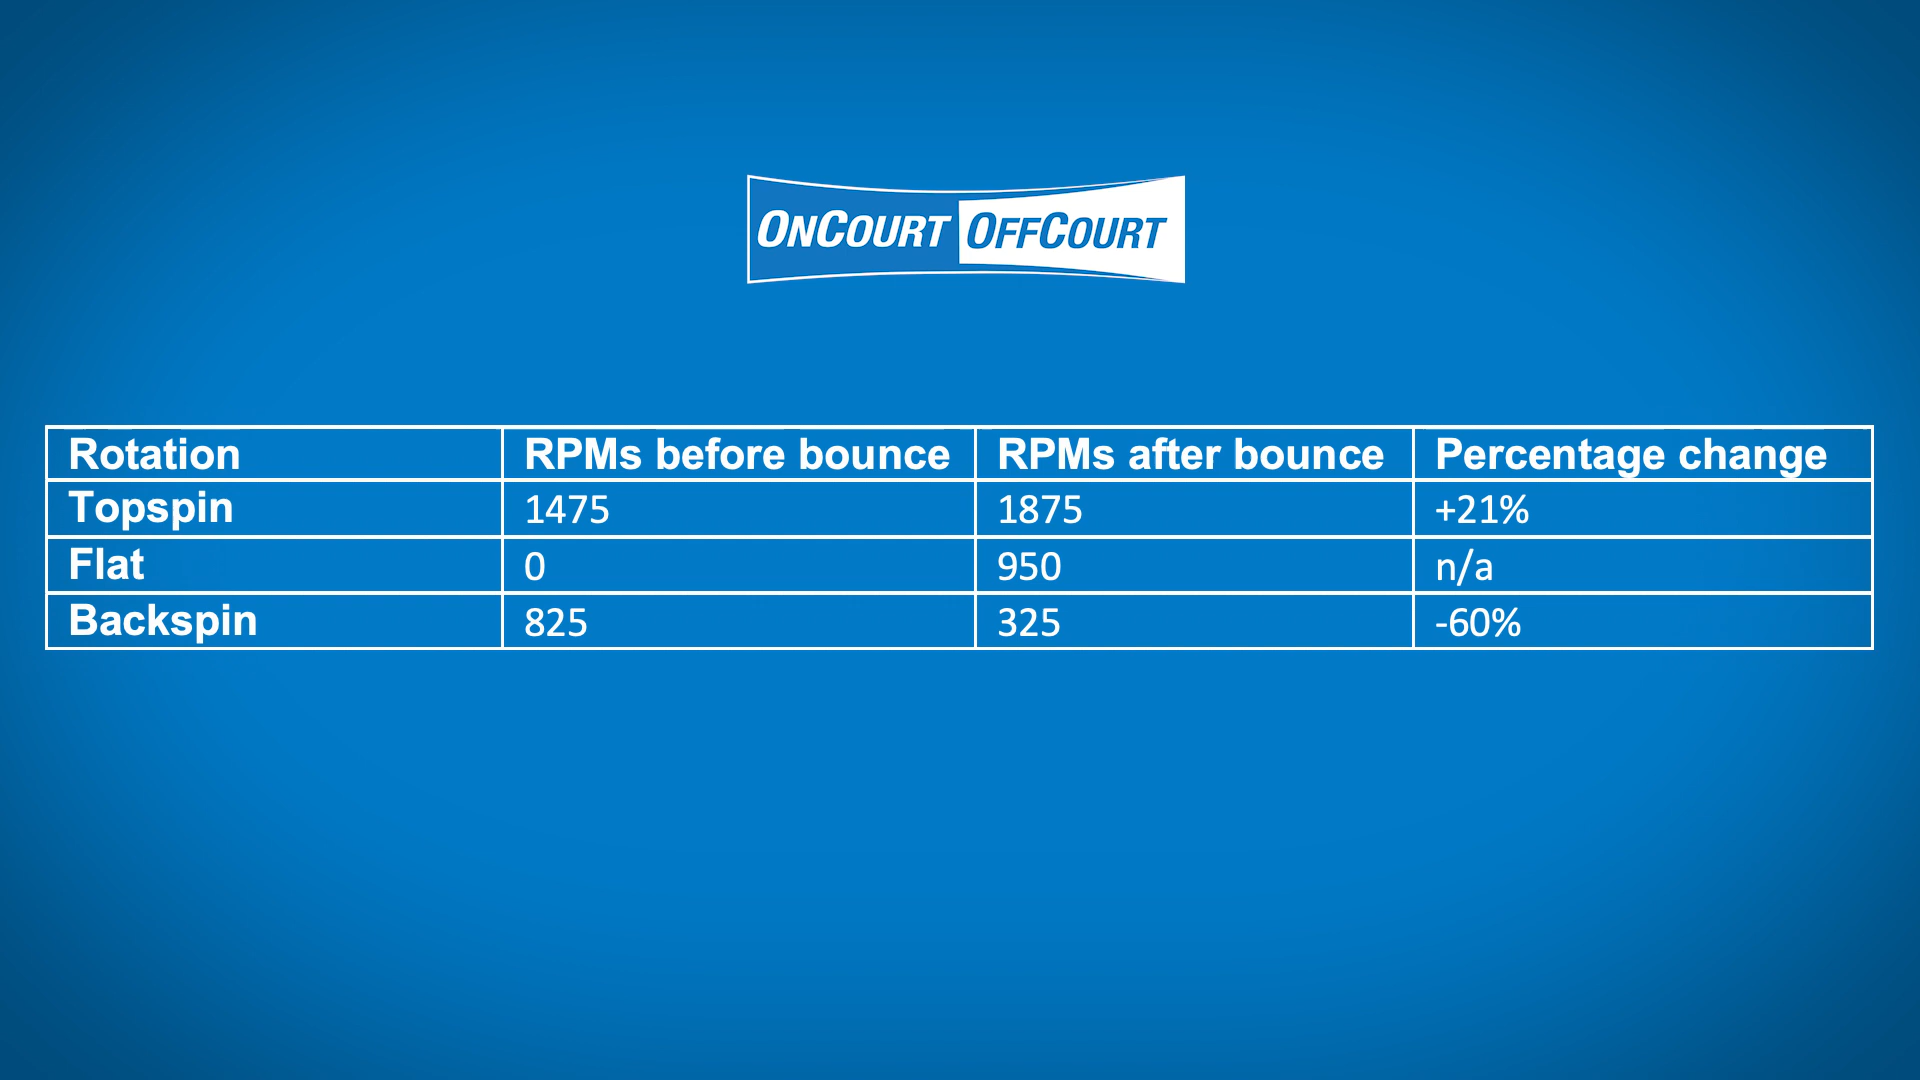 ONCOURT OFFCOURT
Rotation RPMs before bounce RPMs after bounce Percentage change
Topspin 1475 1875 +21%
Flat 0 950 n/a
Backspin 825 325 -60%